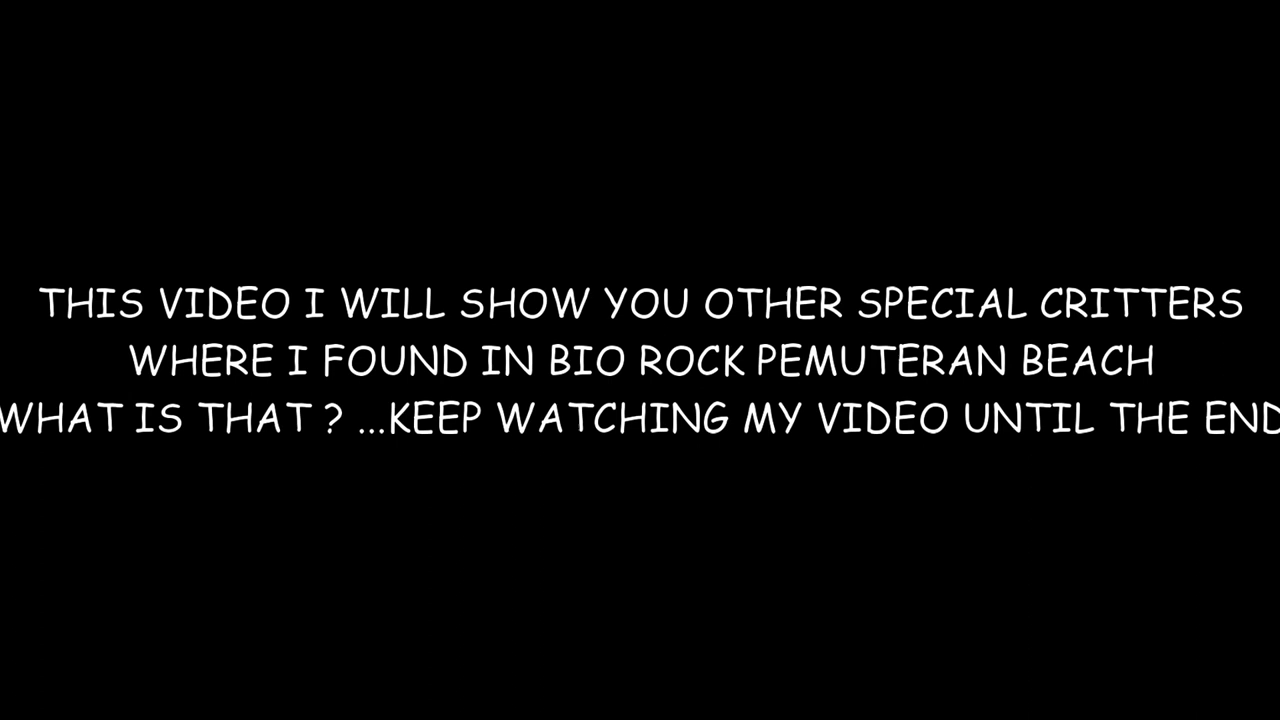 THIS VIDEO I WILL SHOW YOU OTHER SPECIAL CRITTERS
WHERE I FOUND IN BIO ROCK PEMUTERAN BEACH
WHAT IS THAT ? ...KEEP WATCHING MY VIDEO UNTIL THE END